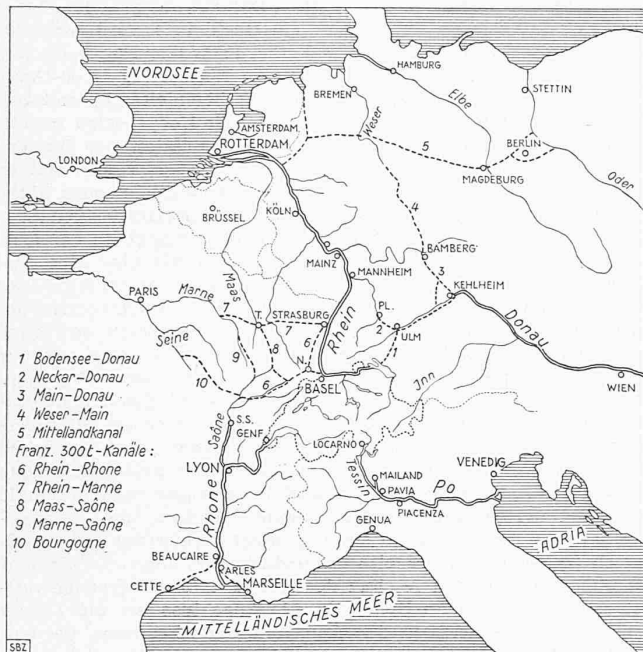 NORDSEE
HAMBURG
STETTIN
BREMEN
Elbe
Weser
AMSTERDAM
ROTTERDAM
5
BERLIN
LONDON
MAGDEBURG
Oder
4
BRÜSSEL
KÖLN
BAMBERG
MAINZ
MANNHEIM
3
KEHLHEIM
PARIS
Marne
Maas
7
T.
7
STRASBURG
6
Rhein
PL.
2
ULM
Donau
Seine
9
8
N.
1
10
6
BASEL
Inn
WIEN
1 Bodensee-Donau
2 Neckar-Donau
3 Main-Donau
4 Weser-Main
5 Mittellandkanal
Franz. 300t-Kanäle:
6 Rhein-Rhone
7 Rhein-Marne
8 Maas-Saône
9 Marne-Saône
10 Bourgogne
Saône
S.S.
GENF
LOCARNO
LYON
Tessin
MAILAND
PAVIA
Po
VENEDIG
PIACENZA
Rhone
GENUA
ADRIA
BEAUCAIRE
ARLES
CETTE
MARSEILLE
MITTELLÄNDISCHES MEER
SBZ